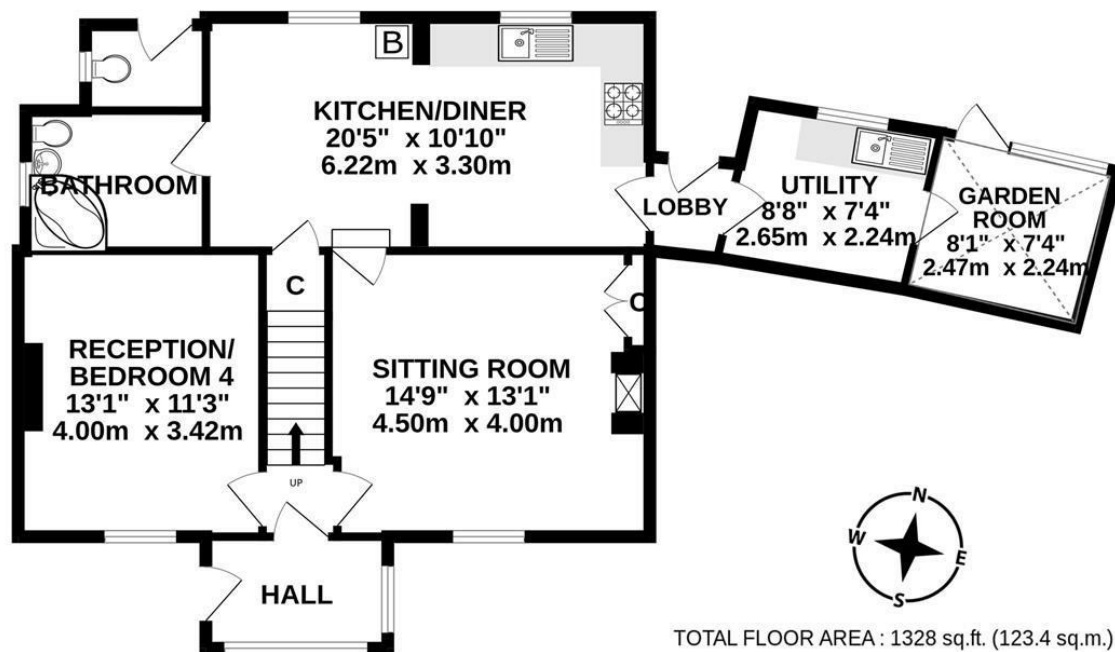 B
KITCHEN/DINER
20'5" x 10'10"
6.22m x 3.30m
BATHROOM
LOBBY
UTILITY
8'8" x 7'4"
2.65m x 2.24m
GARDEN
ROOM
8'1" x 7'4"
2.47m x 2.24m
C
C
RECEPTION/
BEDROOM 4
13'1" x 11'3"
4.00m x 3.42m
SITTING ROOM
14'9" x 13'1"
4.50m x 4.00m
UP
HALL
N
W
E
S
TOTAL FLOOR AREA : 1328 sq.ft. (123.4 sq.m.)